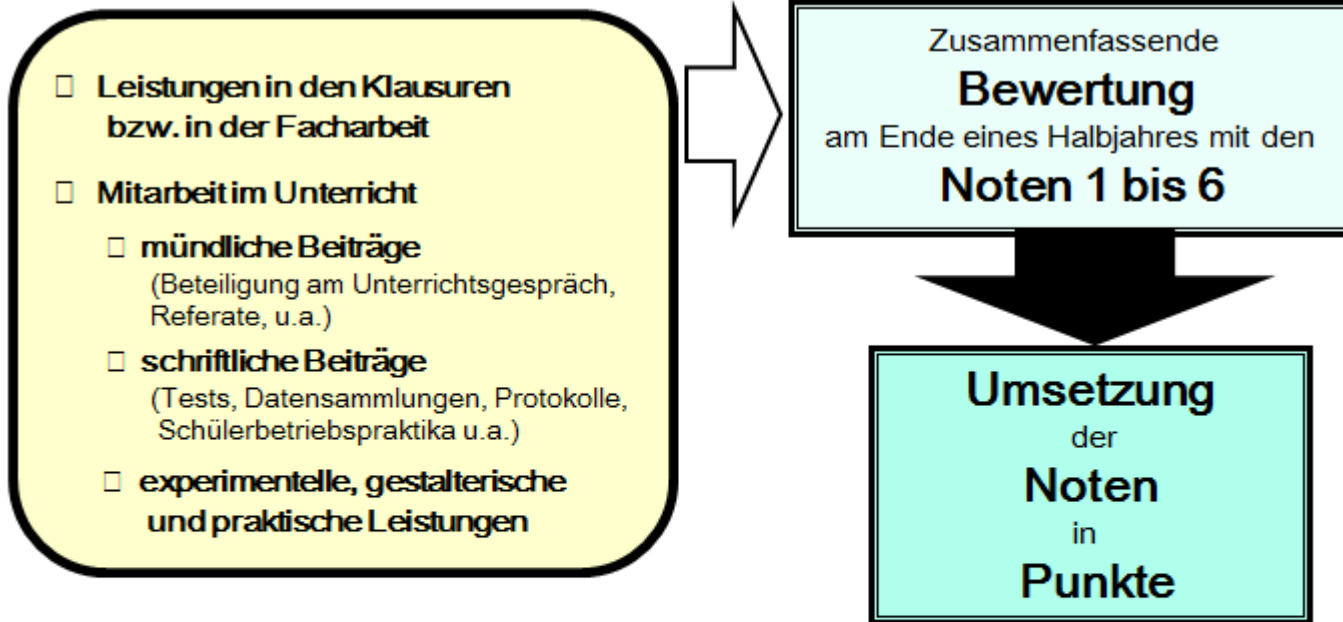 Leistungen in den Klausuren
bzw. in der Facharbeit
Mitarbeit im Unterricht
mündliche Beiträge
(Beteiligung am Unterrichtsgespräch,
Referate, u.a.)
schriftliche Beiträge
(Tests, Datensammlungen, Protokolle,
Schülerbetriebspraktika u.a.)
experimentelle, gestalterische
und praktische Leistungen
Zusammenfassende
Bewertung
am Ende eines Halbjahres mit den
Noten 1 bis 6
Umsetzung
der
Noten
in
Punkte